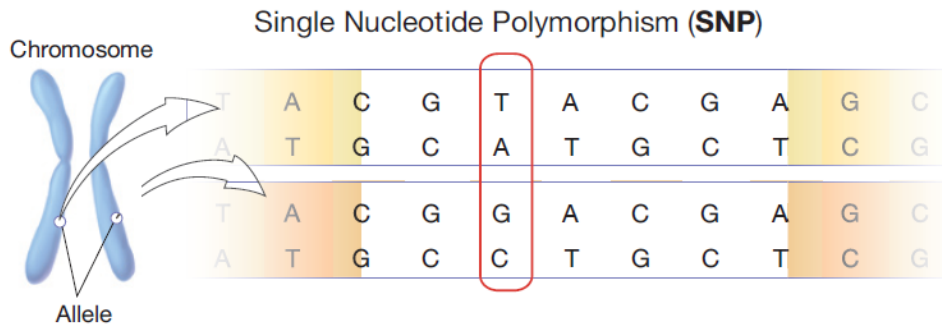 Single Nucleotide Polymorphism (SNP)
Chromosome
T A C G T A C G A G C
A T G C A T G C T C G
T A C G G A C G A G C
A T G C C T G C T C G
Allele